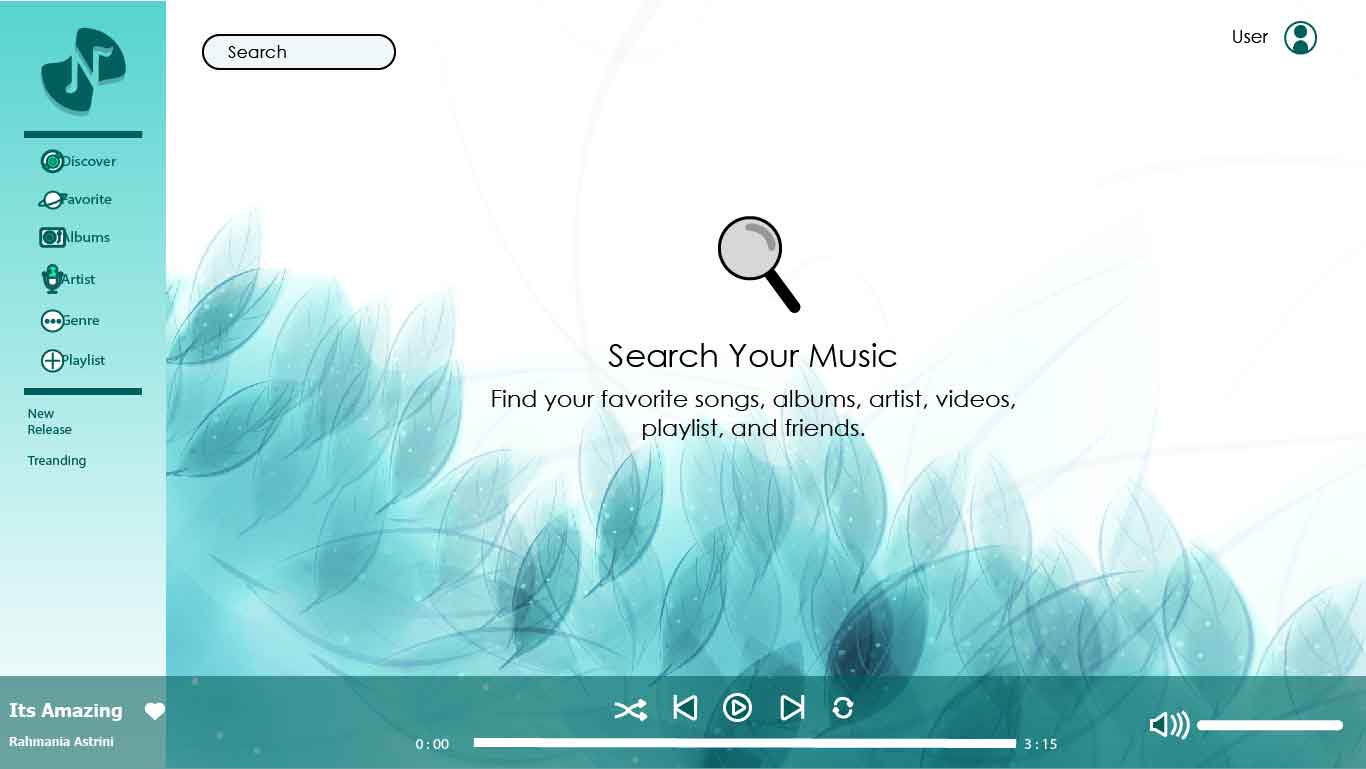 Search
User
Discover
Favorite
Albums
Artist
Genre
Playlist
New
Release
Treanding
Search Your Music
Find your favorite songs, albums, artist, videos,
playlist, and friends.
Its Amazing
Rahmania Astrini
0:00
3:15